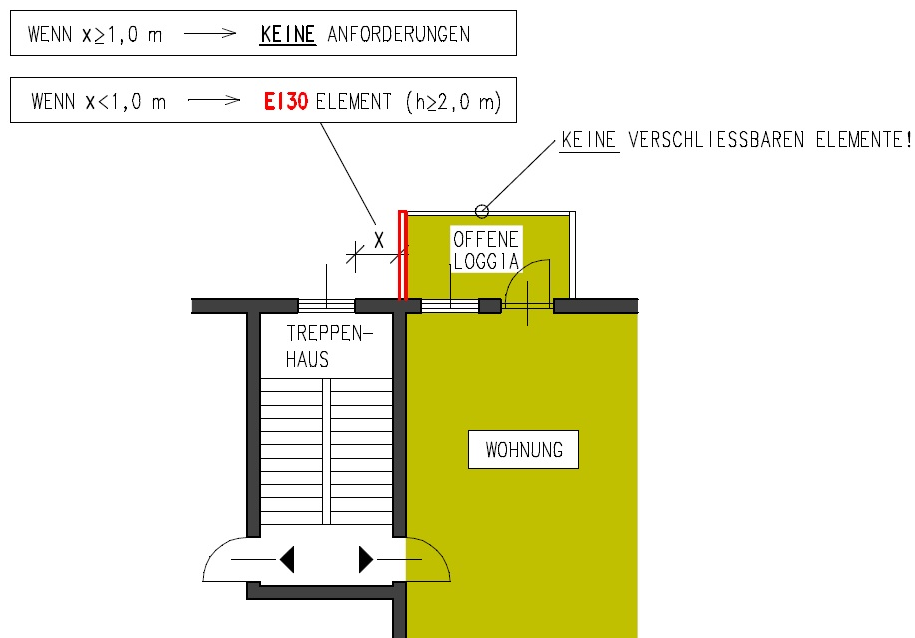 WENN x≥1,0 m → KEINE ANFORDERUNGEN
WENN x<1,0 m → EI30 ELEMENT (h≥2,0 m)
KEINE VERSCHLIESSBAREN ELEMENTE!
X
OFFENE
LOGGIA
TREPPEN-
HAUS
WOHNUNG